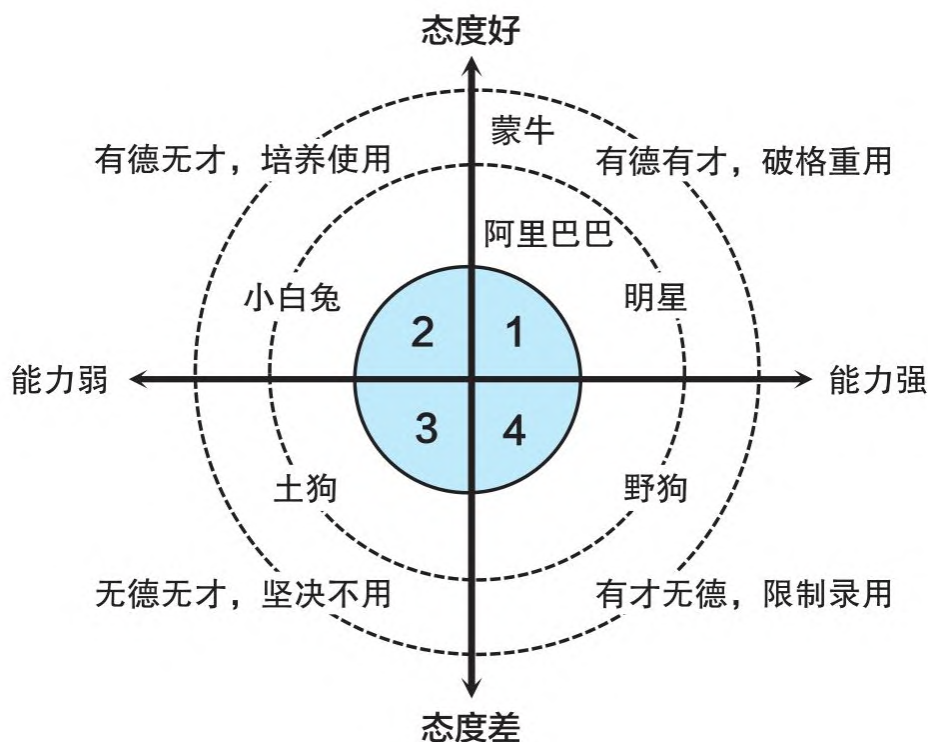 态度好
蒙牛
有德无才，培养使用
有德有才，破格重用
阿里巴巴
小白兔
明星
2
1
能力弱
能力强
3
4
土狗
野狗
无德无才，坚决不用
有才无德，限制录用
态度差